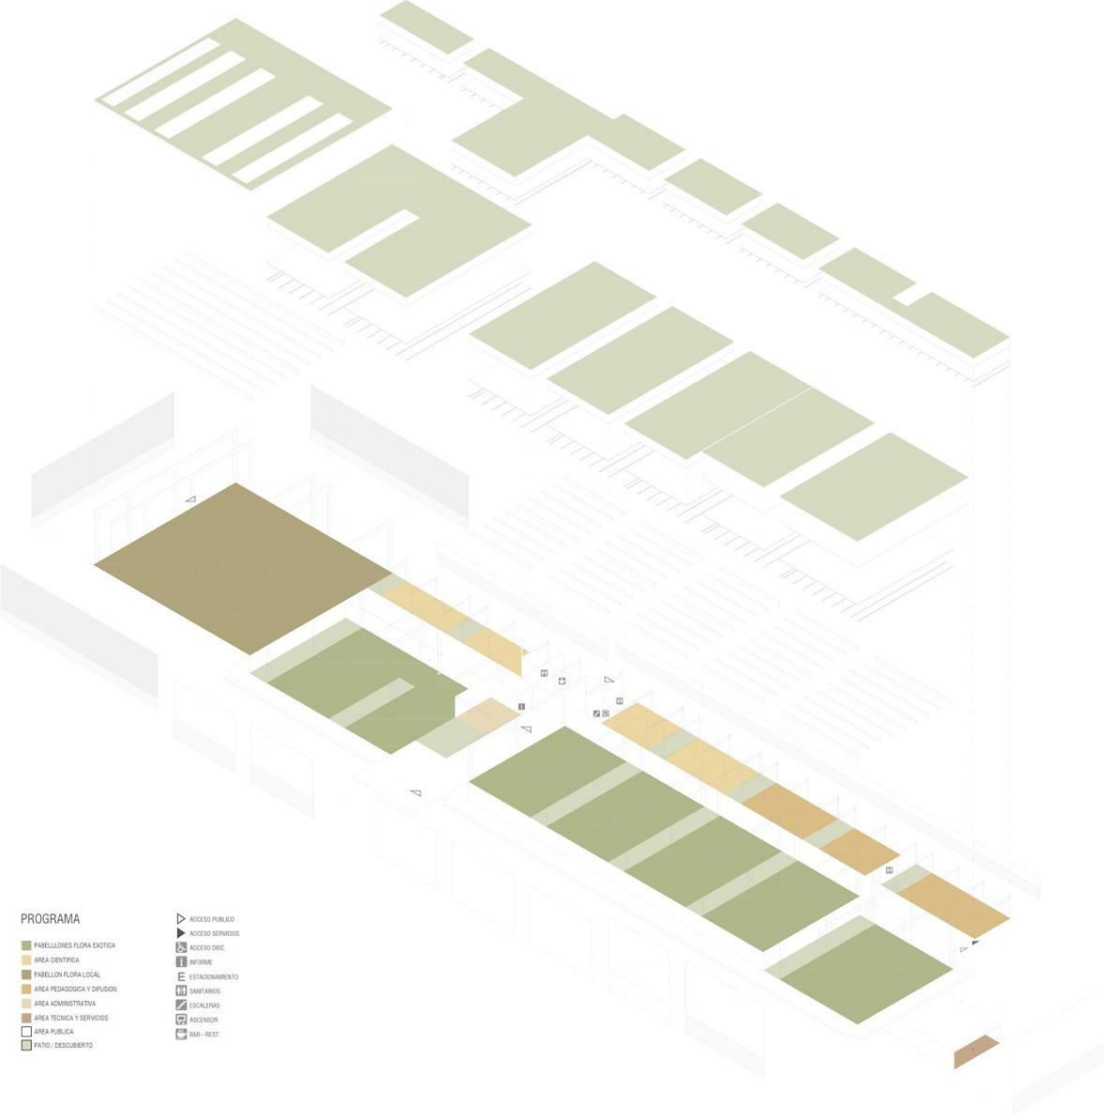 PROGRAMA
PABELLLONES FLORA EXOTICA
AREA CIENTIFICA
PABELLON FLORA LOCAL
AREA PEDAGOGICA Y DIFUSION
AREA ADMINISTRATIVA
AREA TECNICA Y SERVICIOS
AREA PUBLICA
PATIO / DESCUBIERTO
ACCESO PUBLICO
ACCESO SERVICIOS
ACCESO DISC
INFORME
E ESTACIONAMIENTO
SANITARIOS
ESCALERAS
ASCENSOR
BAR - REST.